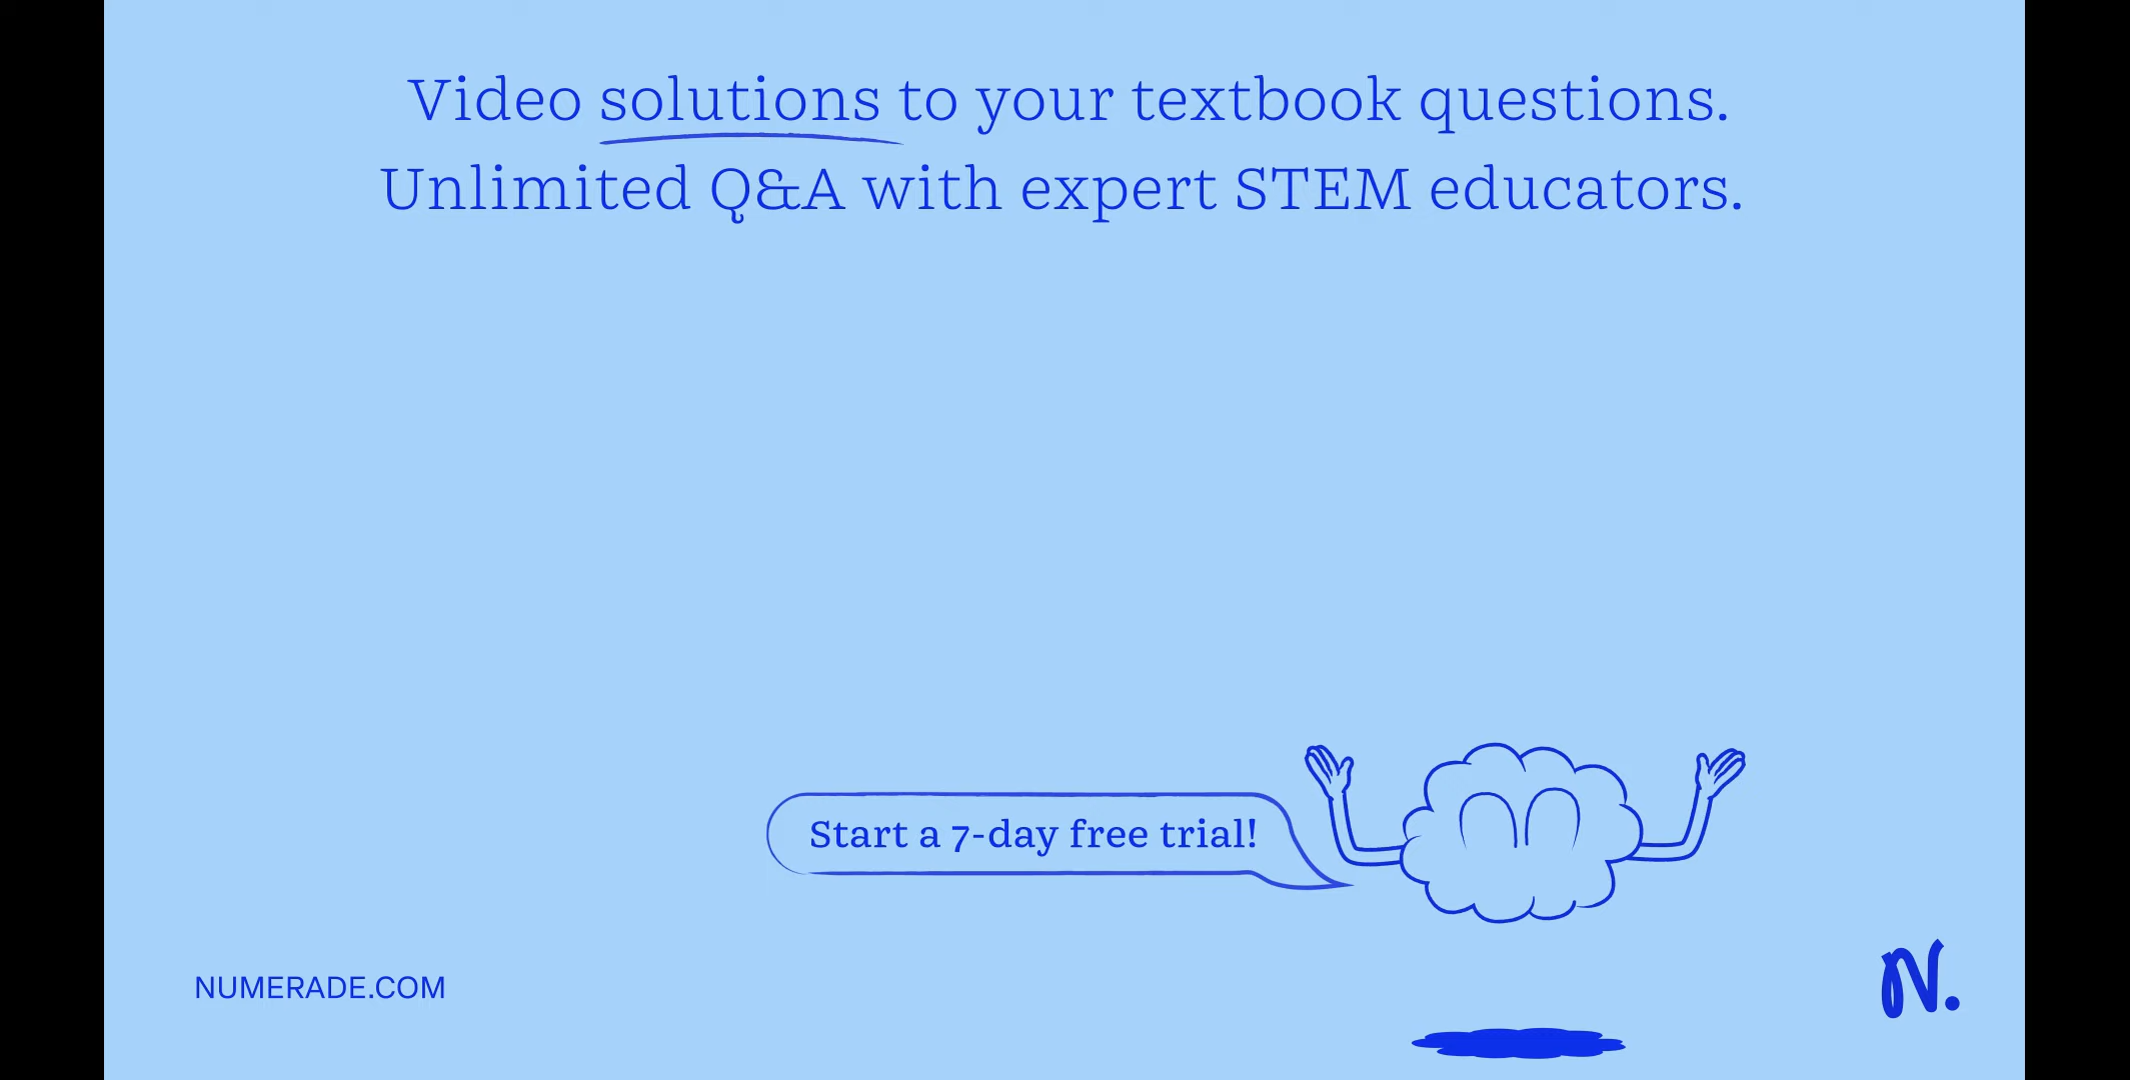 Video solutions to your textbook questions.
Unlimited Q&A with expert STEM educators.
Start a 7-day free trial!
NUMERADE.COM
N.